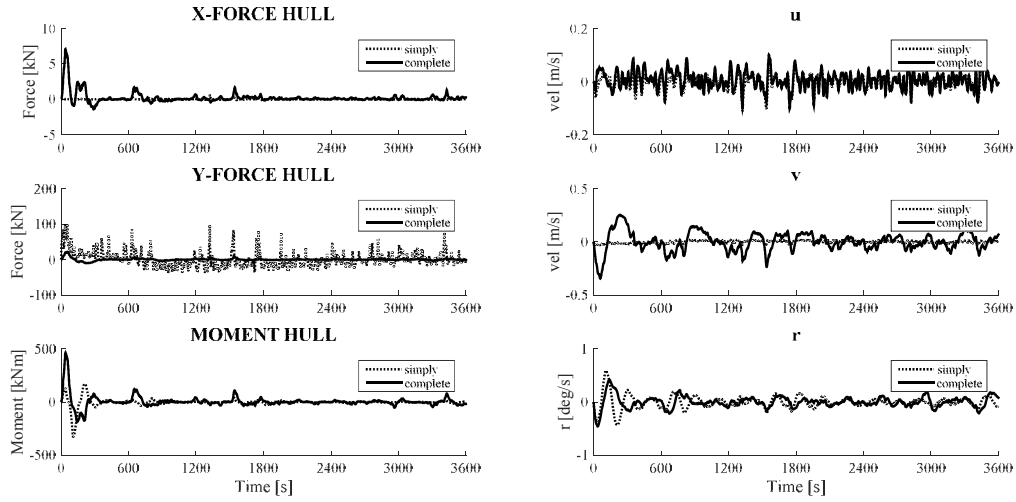 X-FORCE HULL
Force [kN]
10
5
0
-5
simply
complete
0 600 1200 1800 2400 3000 3600
u
vel [m/s]
0.2
0
-0.2
simply
complete
0 600 1200 1800 2400 3000 3600
Y-FORCE HULL
Force [kN]
200
100
0
-100
simply
complete
0 600 1200 1800 2400 3000 3600
v
vel [m/s]
0.5
0
-0.5
simply
complete
0 600 1200 1800 2400 3000 3600
MOMENT HULL
Moment [kNm]
500
0
-500
simply
complete
0 600 1200 1800 2400 3000 3600
Time [s]
r
r [deg/s]
1
0
-1
simply
complete
0 600 1200 1800 2400 3000 3600
Time [s]